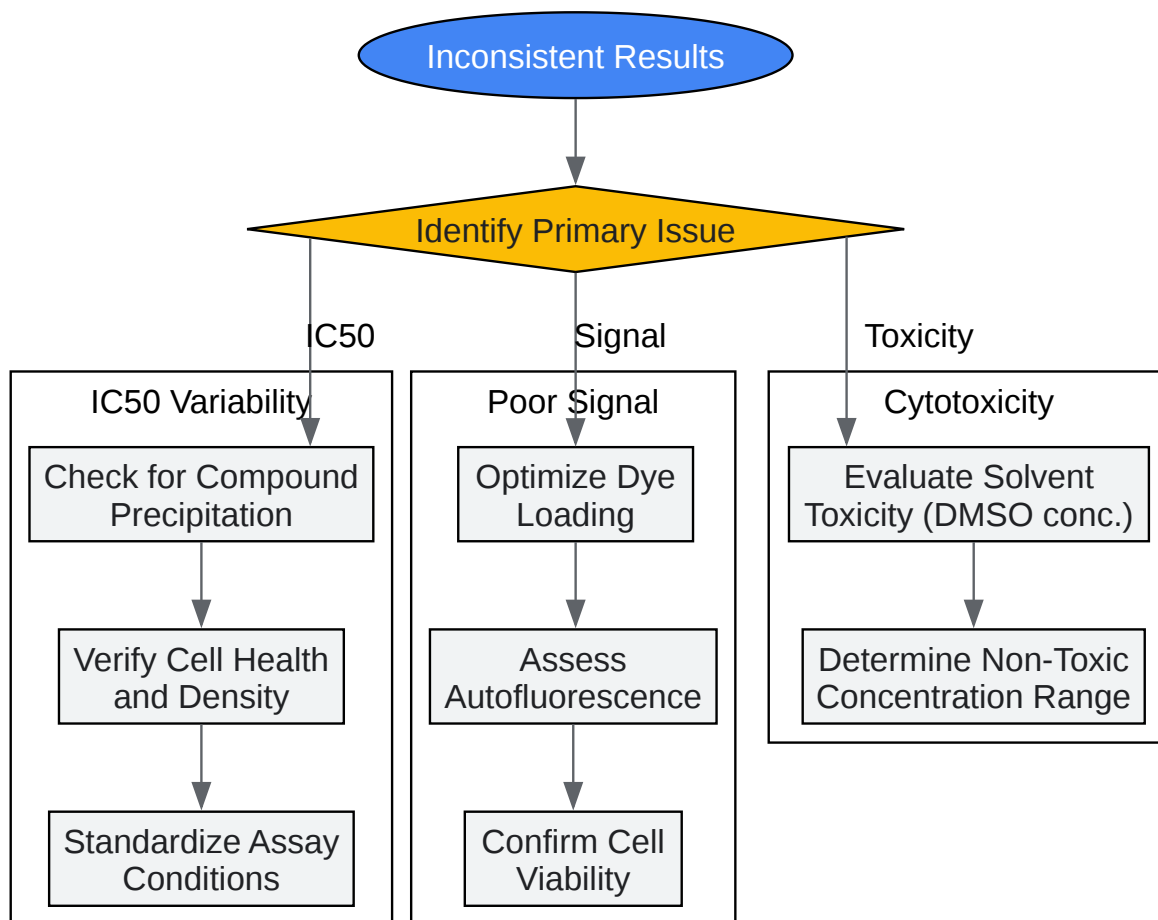 Inconsistent Results
Identify Primary Issue
IC50
Signal
Toxicity
IC50 Variability
Check for Compound
Precipitation
Verify Cell Health
and Density
Standardize Assay
Conditions
Poor Signal
Optimize Dye
Loading
Assess
Autofluorescence
Confirm Cell
Viability
Cytotoxicity
Evaluate Solvent
Toxicity (DMSO conc.)
Determine Non-Toxic
Concentration Range